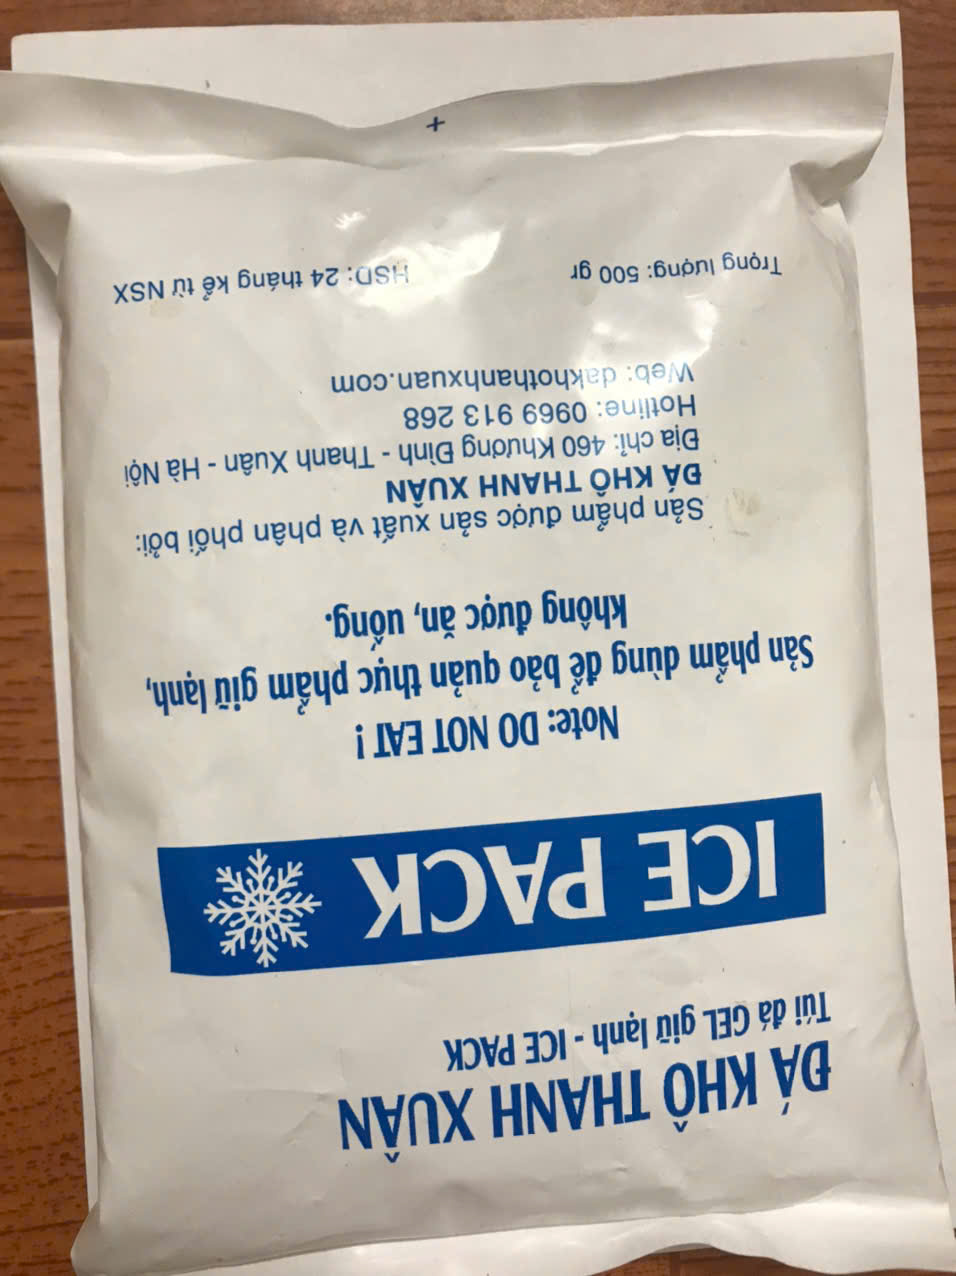 ĐÁ KHÔ THANH XUÂN
Túi đá GEL giữ lạnh - ICE PACK
ICE PACK
Note: DO NOT EAT !
Sản phẩm dùng để bảo quản thực phẩm giữ lạnh,
không được ăn, uống.
Sản phẩm được sản xuất và phân phối bởi:
ĐÁ KHÔ THANH XUÂN
Địa chỉ: 460 Khương Đình - Thanh Xuân - Hà Nội
Hotline: 0969 913 268
Web: dakhothanhxuan.com
Trọng lượng: 500 gr HSD: 24 tháng kể từ NSX